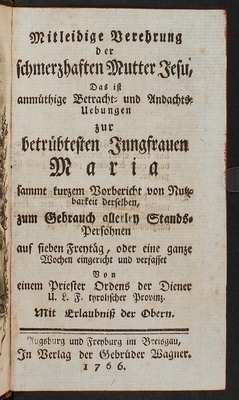 Mitleidige Verehrung
der
schmerzhaften Mutter Jesu,
Das ist
anmüthige Betracht- und Andachts-
Uebungen
zur
betrübtesten Jungfrauen
Maria
sammt kurzem Vorbericht von Nutz-
barkeit derselben,
zum Gebrauch allerley Stands-
Persohnen
auf sieben Freytäg, oder eine ganze
Wochen eingericht und verfasset
Von
einem Priester Ordens der Diener
U. L. F. tyrolischer Provinz.
Mit Erlaubniß der Obern.
Augsburg und Freyburg im Breisgau,
In Verlag der Gebrüder Wagner.
1766.